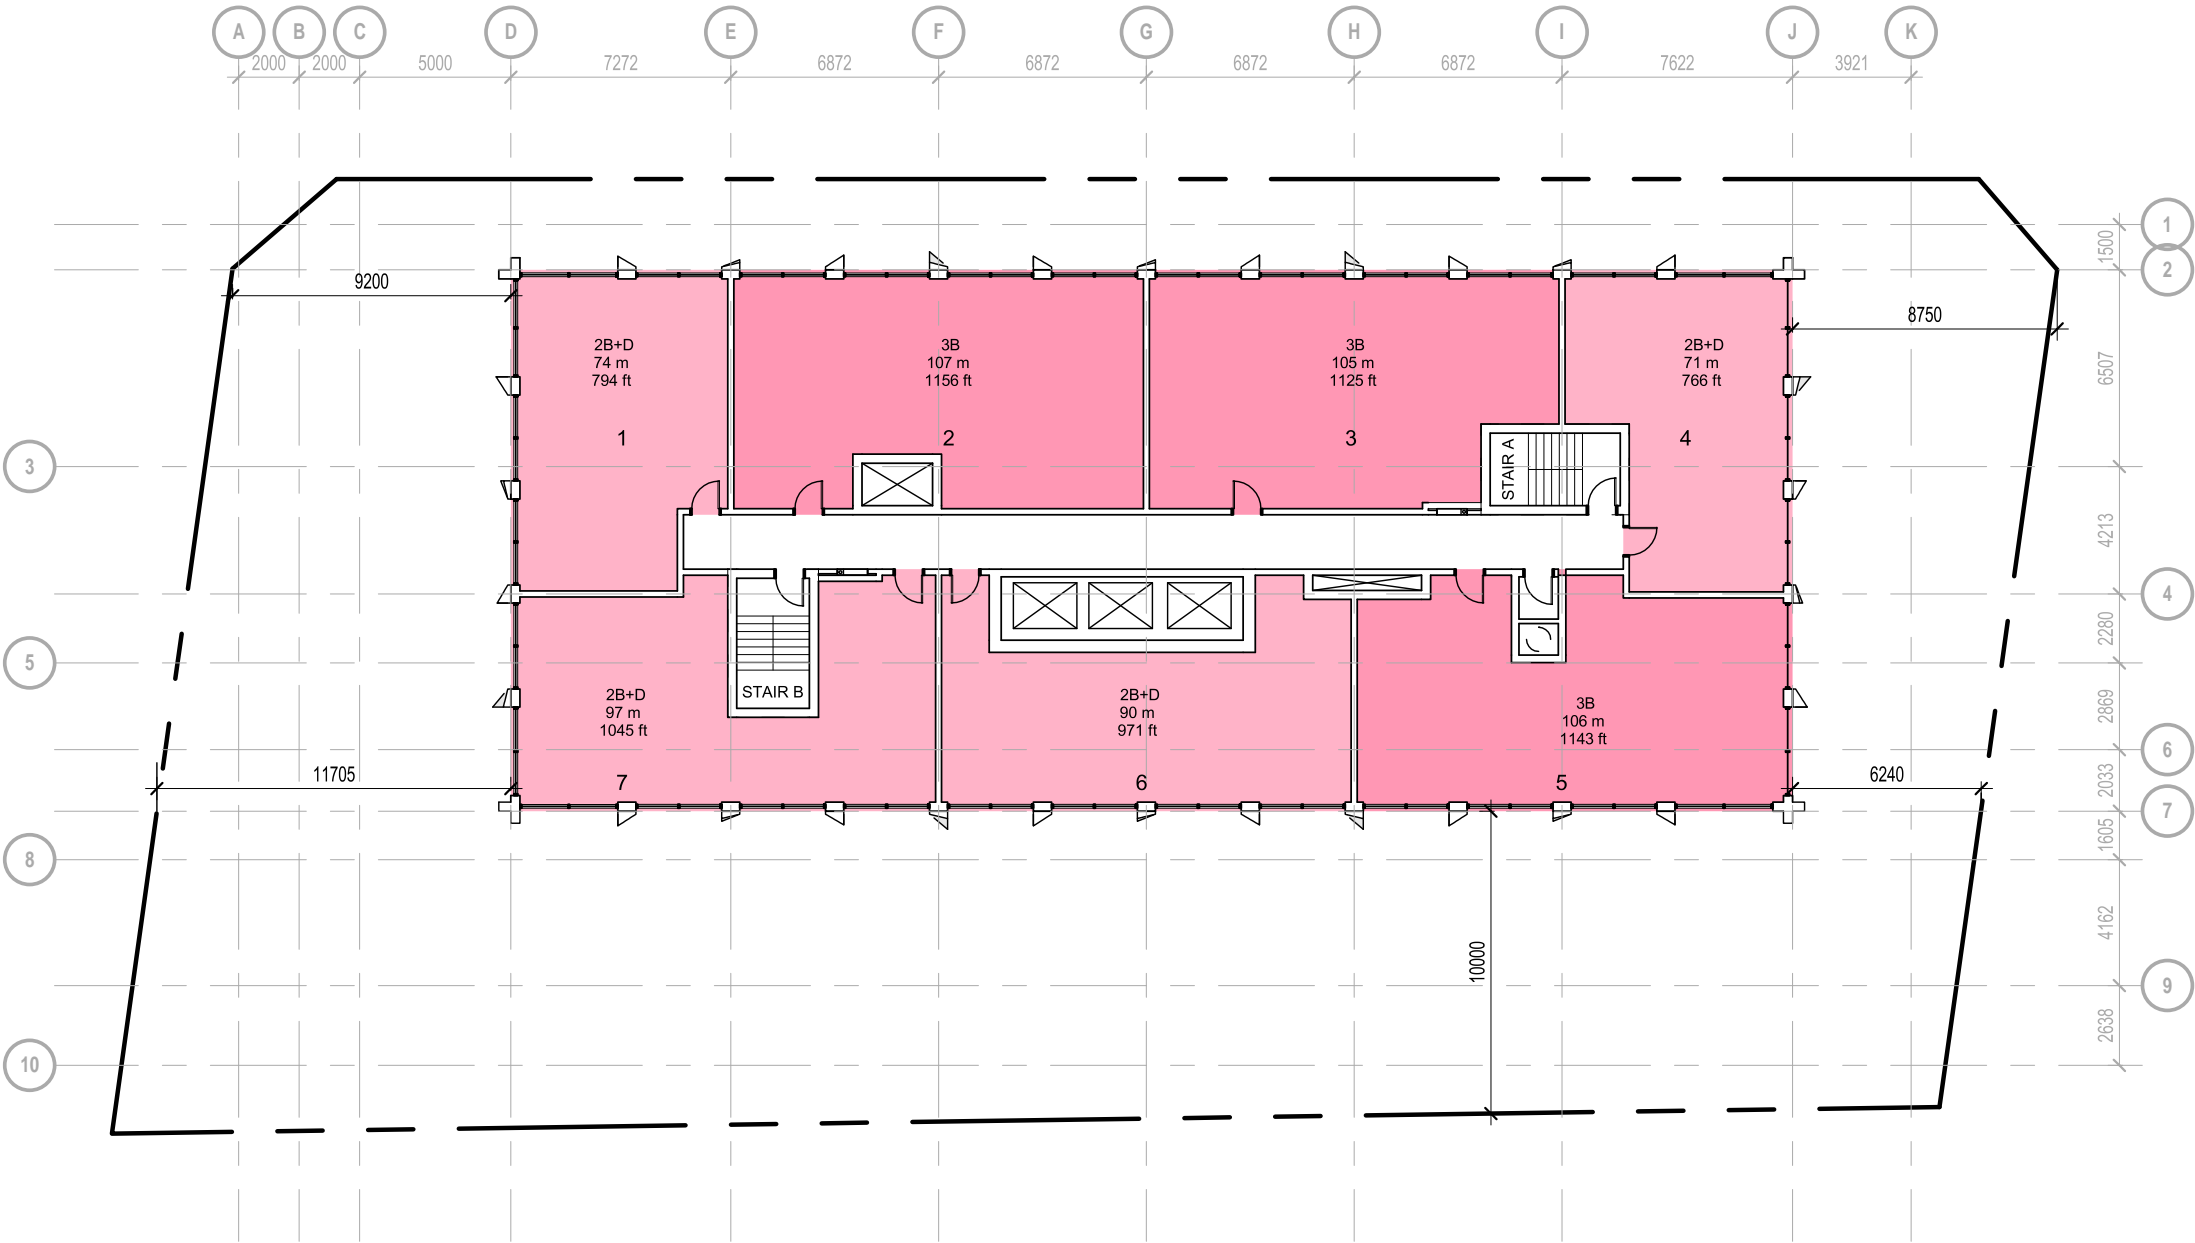 A B C D E F G H I J K
2000 2000 5000 7272 6872 6872 6872 6872 7622 3921
1
1500
2
9200
8750
2B+D
74 m
794 ft
1
3B
107 m
1156 ft
2
3B
105 m
1125 ft
3
2B+D
71 m
766 ft
4
6507
STAIR A
3
4213
4
2280
5
STAIR B
2B+D
97 m
1045 ft
7
2B+D
90 m
971 ft
6
3B
106 m
1143 ft
5
2869
6
11705
6240
2033
7
1605
8
10000
4162
9
2638
10